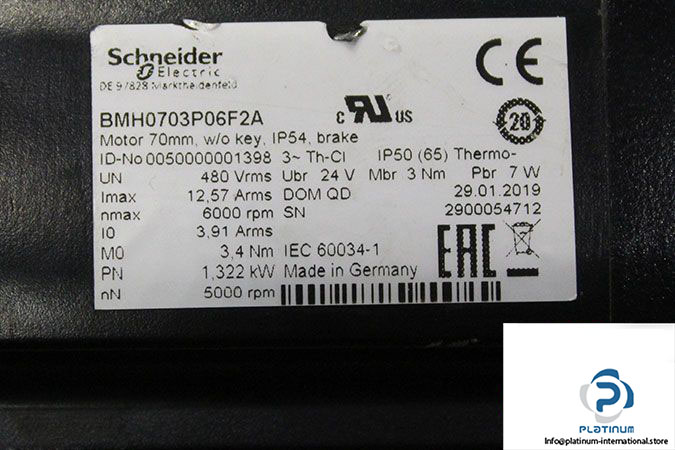 Schneider
Electric
DE 97828 Marktheidenfeld
CE
BMH0703P06F2A
c RU US
20
Motor 70mm, w/o key, IP54, brake
ID-No 0050000001398 3~ Th-Cl IP50 (65) Thermo-
UN 480 Vrms Ubr 24 V Mbr 3 Nm Pbr 7 W
Imax 12,57 Arms DOM QD 29.01.2019
nmax 6000 rpm SN 2900054712
I0 3,91 Arms
M0 3,4 Nm IEC 60034-1
EAC
PN 1,322 kW Made in Germany
nN 5000 rpm
PLATINUM
Info@platinum-international.store